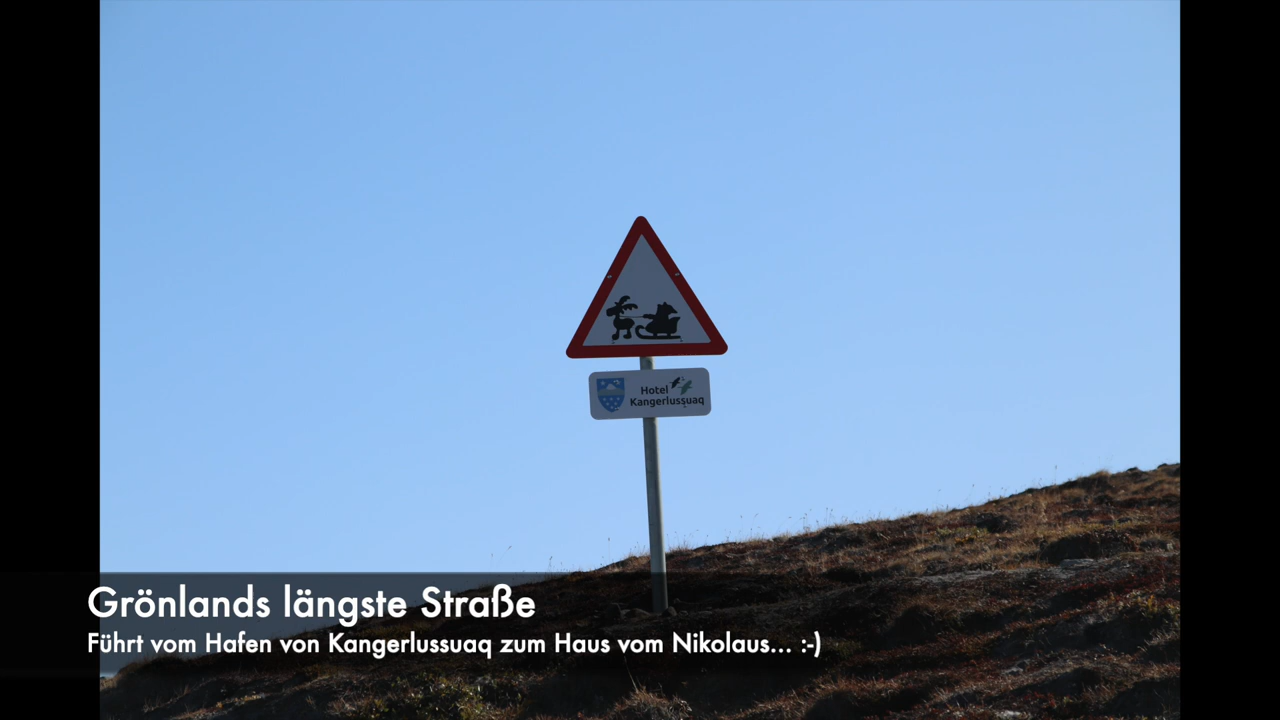 Hotel
Kangerlussuaq
Grönlands längste Straße
Führt vom Hafen von Kangerlussuaq zum Haus vom Nikolaus... :-)